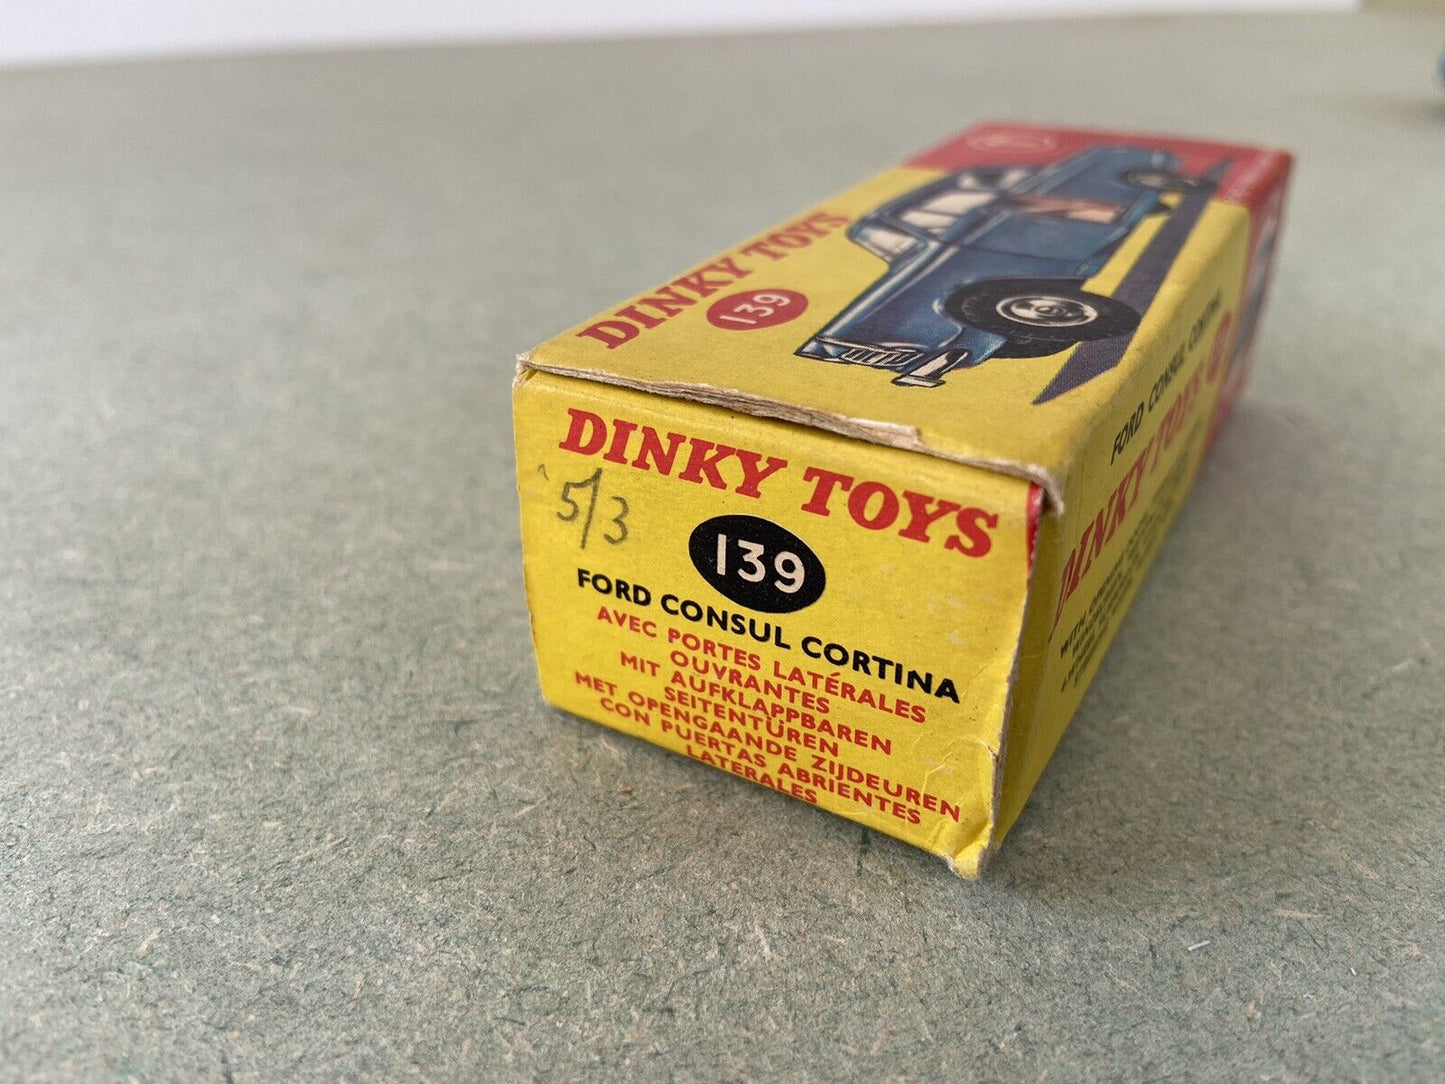 DINKY TOYS
139
DINKY TOYS
5/3
139
FORD CONSUL CORTINA
AVEC PORTES LATÉRALES
OUVRANTES
MIT AUFKLAPPBAREN
SEITENTÜREN
MET OPENGAANDE ZIJDEUREN
CON PUERTAS ABRIENTES
LATERALES
FORD CONSUL CORTINA
DINKY TOYS
WITH